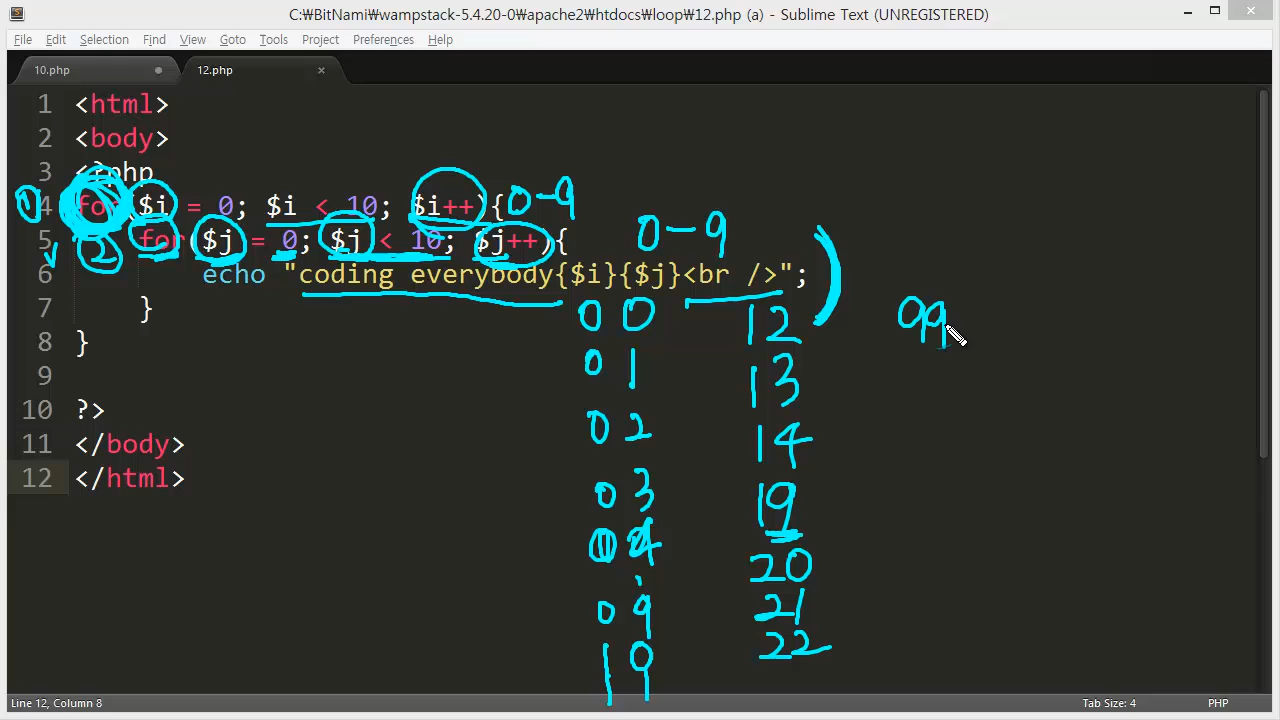 C:₩BitNami₩wampstack-5.4.20-0₩apache2₩htdocs₩loop₩12.php (a) - Sublime Text (UNREGISTERED)
File Edit Selection Find View Goto Tools Project Preferences Help
10.php 12.php
1 <html>
2 <body>
3 <?php
1 4 for($i = 0; $i < 10; $i++){ 0-9
2 5 for($j = 0; $j < 10; $j++){ 0-9
6 echo "coding everybody{$i}{$j}<br />";
7 }
8 }
9
10 ?>
11 </body>
12 </html>
00 12 99
01 13
02 14
03 19
04 20
09 21
10 22
Line 12, Column 8 Tab Size: 4 PHP